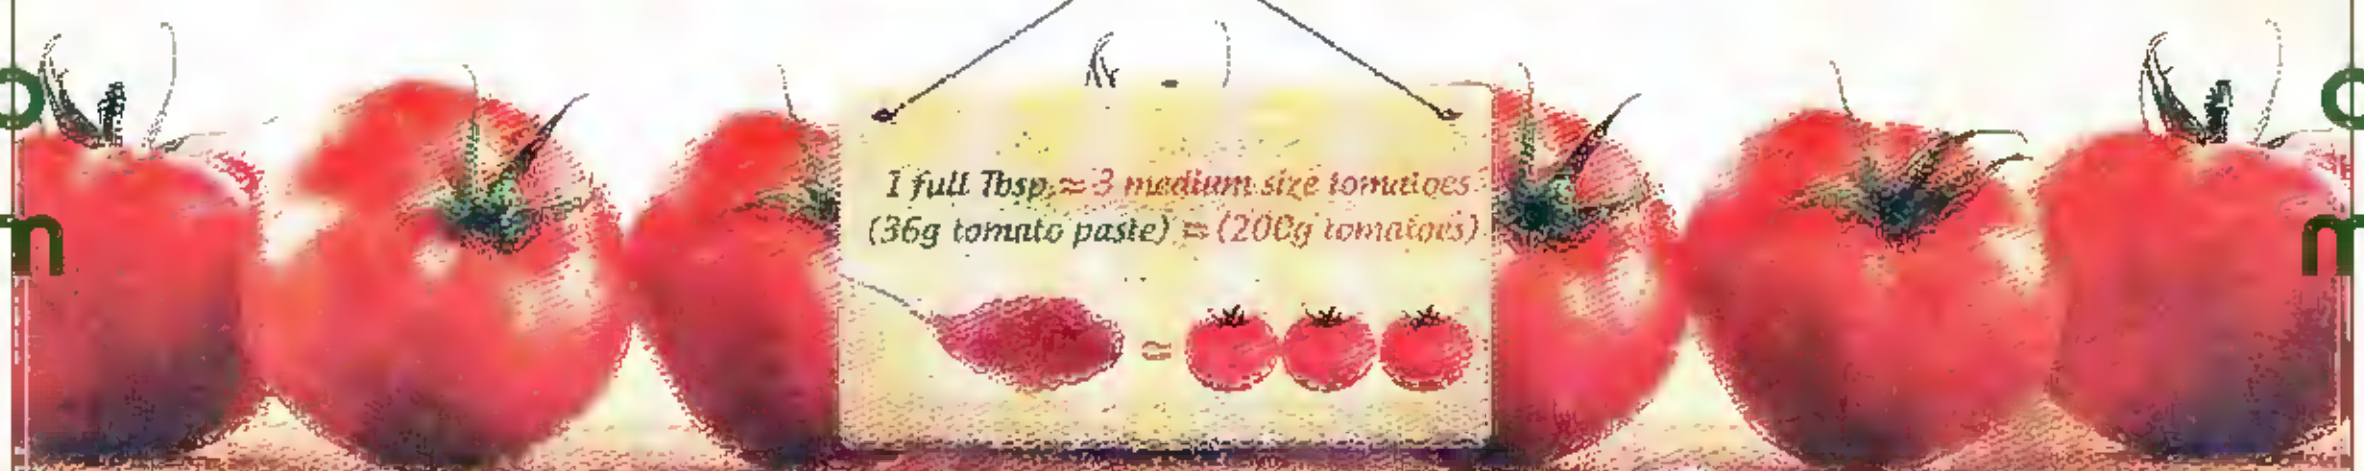 1 full Tbsp. ≈ 3 medium size tomatoes
(36g tomato paste) ≈ (200g tomatoes)
≃